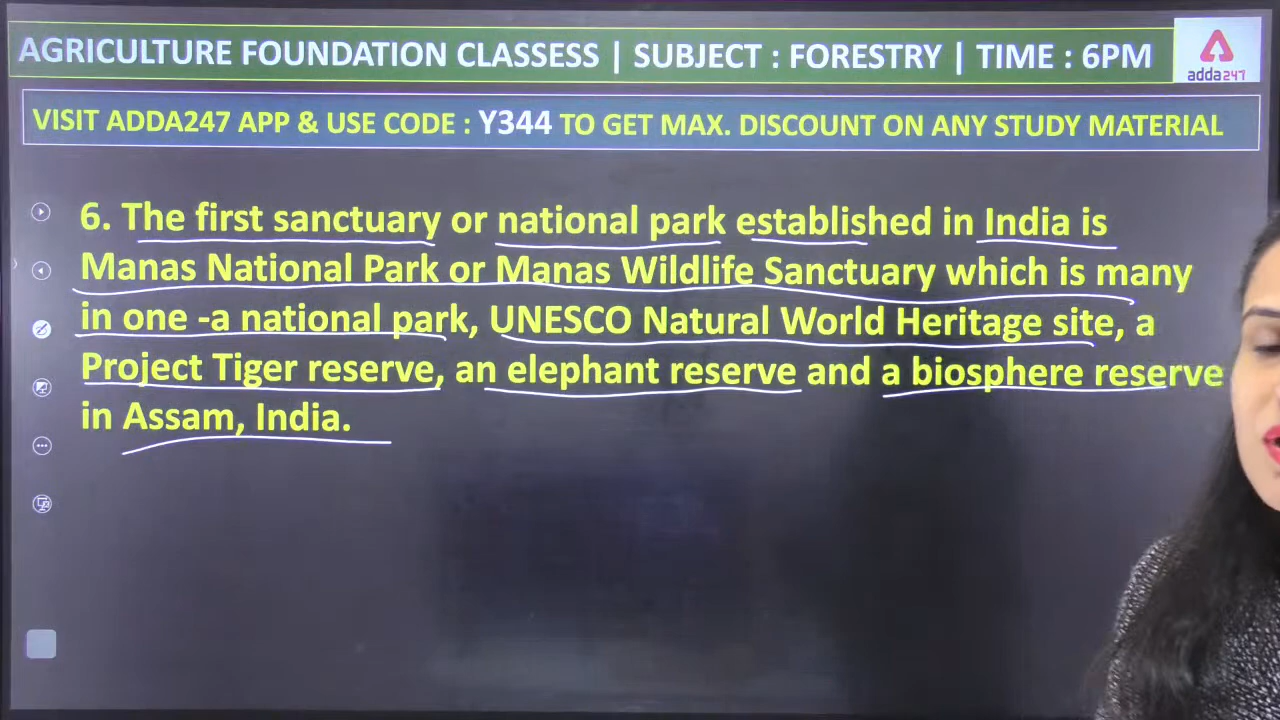 AGRICULTURE FOUNDATION CLASSESS | SUBJECT : FORESTRY | TIME : 6PM
adda247
VISIT ADDA247 APP & USE CODE : Y344 TO GET MAX. DISCOUNT ON ANY STUDY MATERIAL
6. The first sanctuary or national park established in India is
Manas National Park or Manas Wildlife Sanctuary which is many
in one -a national park, UNESCO Natural World Heritage site, a
Project Tiger reserve, an elephant reserve and a biosphere reserve
in Assam, India.